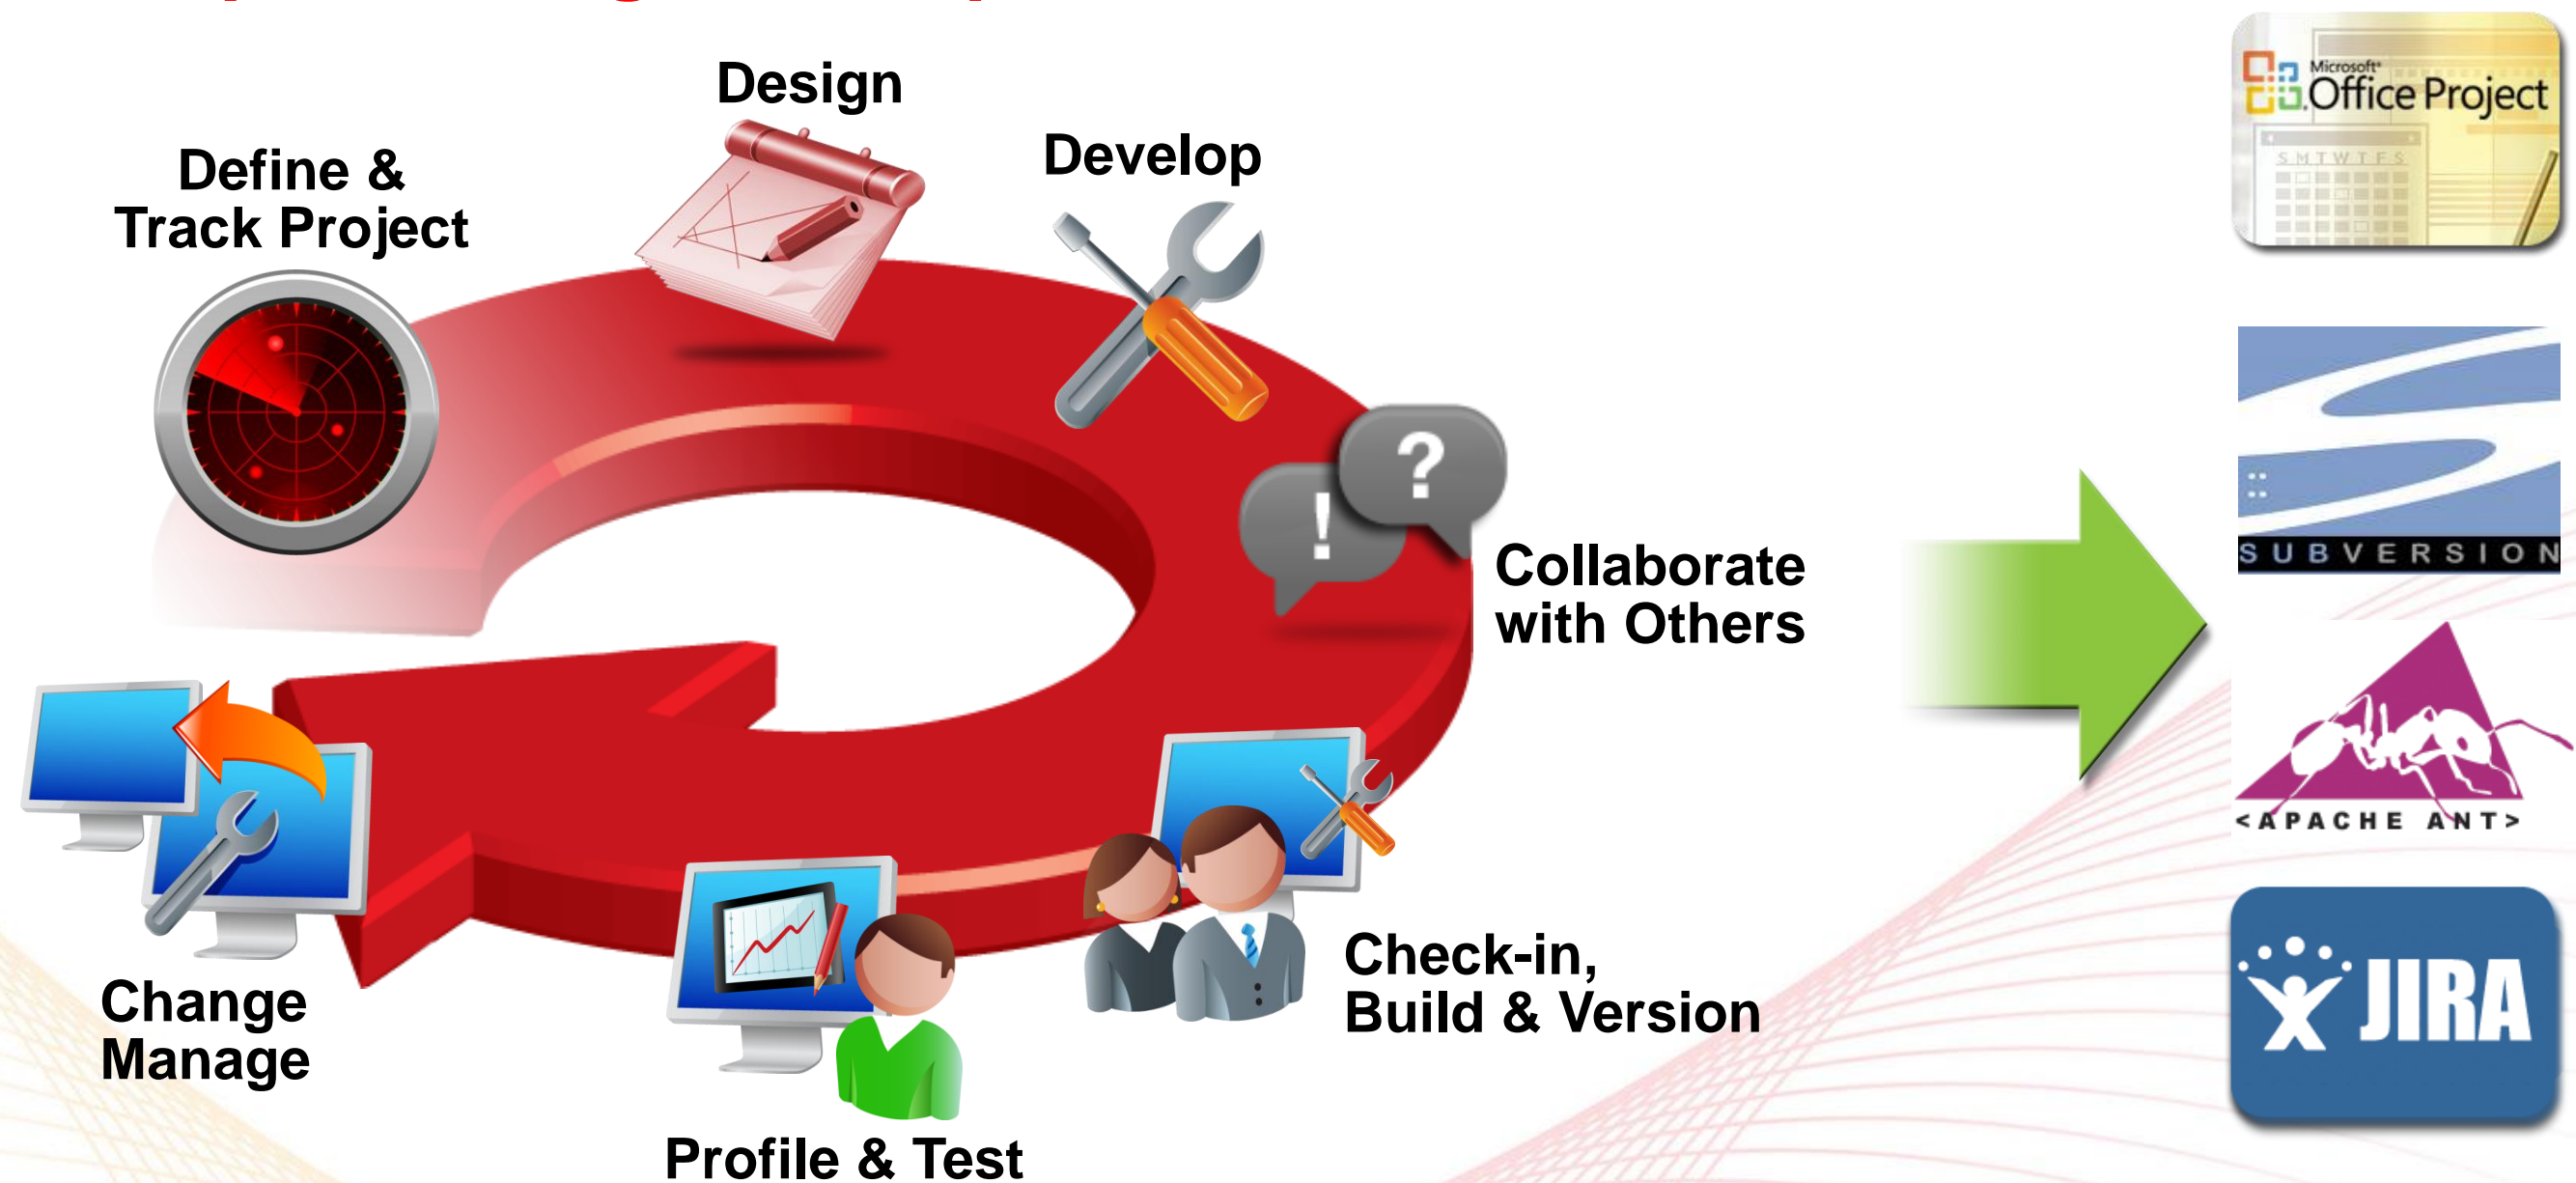 Design
Define &
Track Project
Develop
Collaborate
with Others
Check-in,
Build & Version
Profile & Test
Change
Manage
?
!
Microsoft®
Office Project
S M T W T F S
SUBVERSION
<APACHE ANT>
JIRA